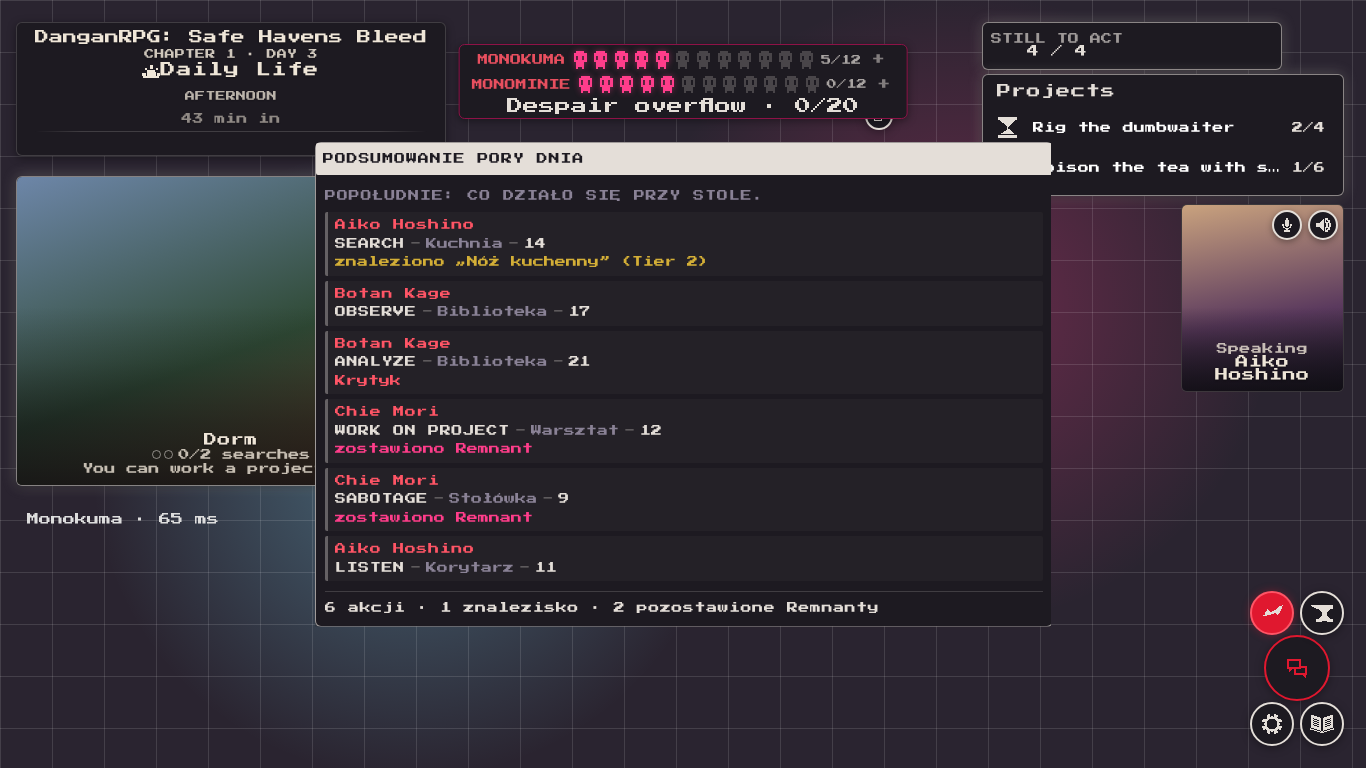 DanganRPG: Safe Havens Bleed
CHAPTER 1 · DAY 3
Daily Life
AFTERNOON
43 min in
MONOKUMA 5/12 +
MONOMINIE 0/12 +
Despair overflow · 0/20
STILL TO ACT
4 / 4
Projects
Rig the dumbwaiter 2/4
oison the tea with s… 1/6
PODSUMOWANIE PORY DNIA
POPOŁUDNIE: CO DZIAŁO SIĘ PRZY STOLE.
Aiko Hoshino
SEARCH – Kuchnia – 14
znaleziono „Nóż kuchenny” (Tier 2)
Botan Kage
OBSERVE – Biblioteka – 17
Botan Kage
ANALYZE – Biblioteka – 21
Krytyk
Chie Mori
WORK ON PROJECT – Warsztat – 12
zostawiono Remnant
Chie Mori
SABOTAGE – Stołówka – 9
zostawiono Remnant
Aiko Hoshino
LISTEN – Korytarz – 11
6 akcji · 1 znalezisko · 2 pozostawione Remnanty
Dorm
0/2 searches
You can work a projec
Monokuma · 65 ms
Speaking
Aiko
Hoshino